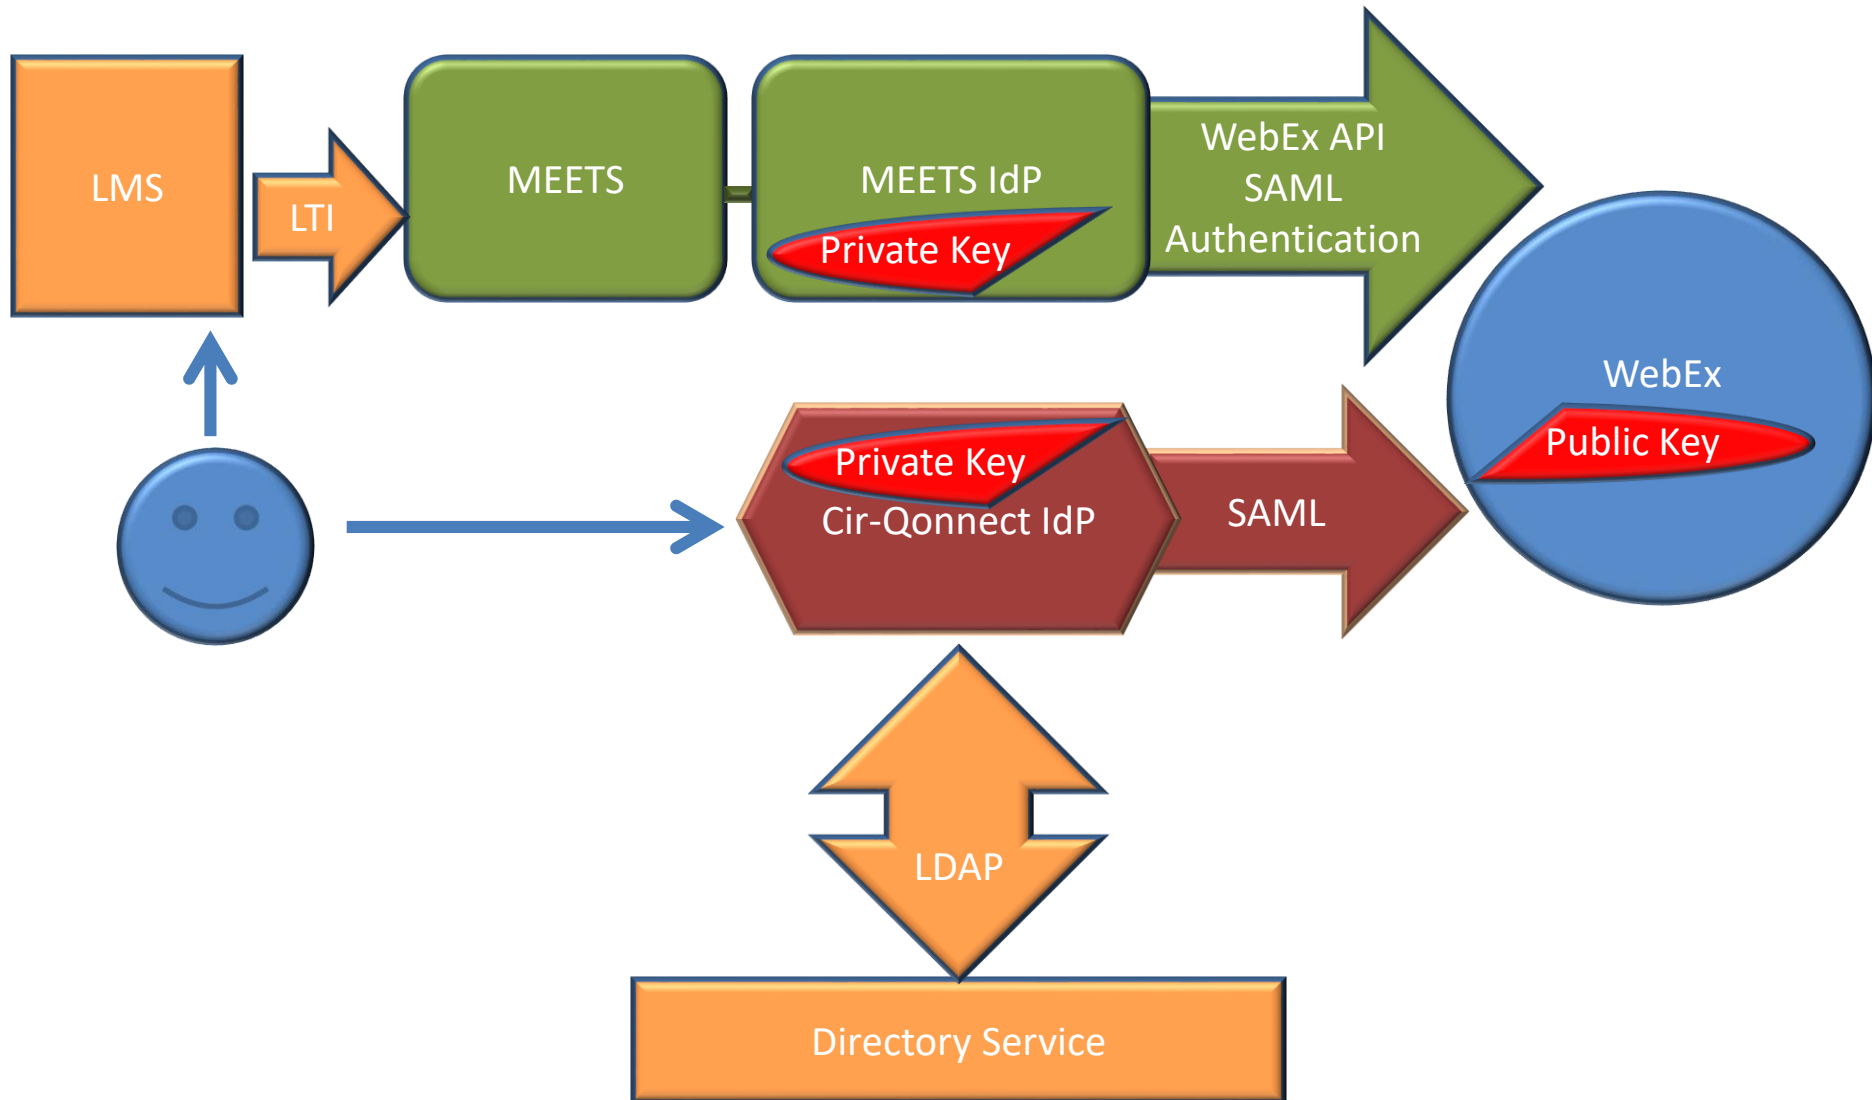 LMS
LTI
MEETS
MEETS IdP
Private Key
WebEx API
SAML
Authentication
WebEx
Public Key
Private Key
Cir-Qonnect IdP
SAML
LDAP
Directory Service